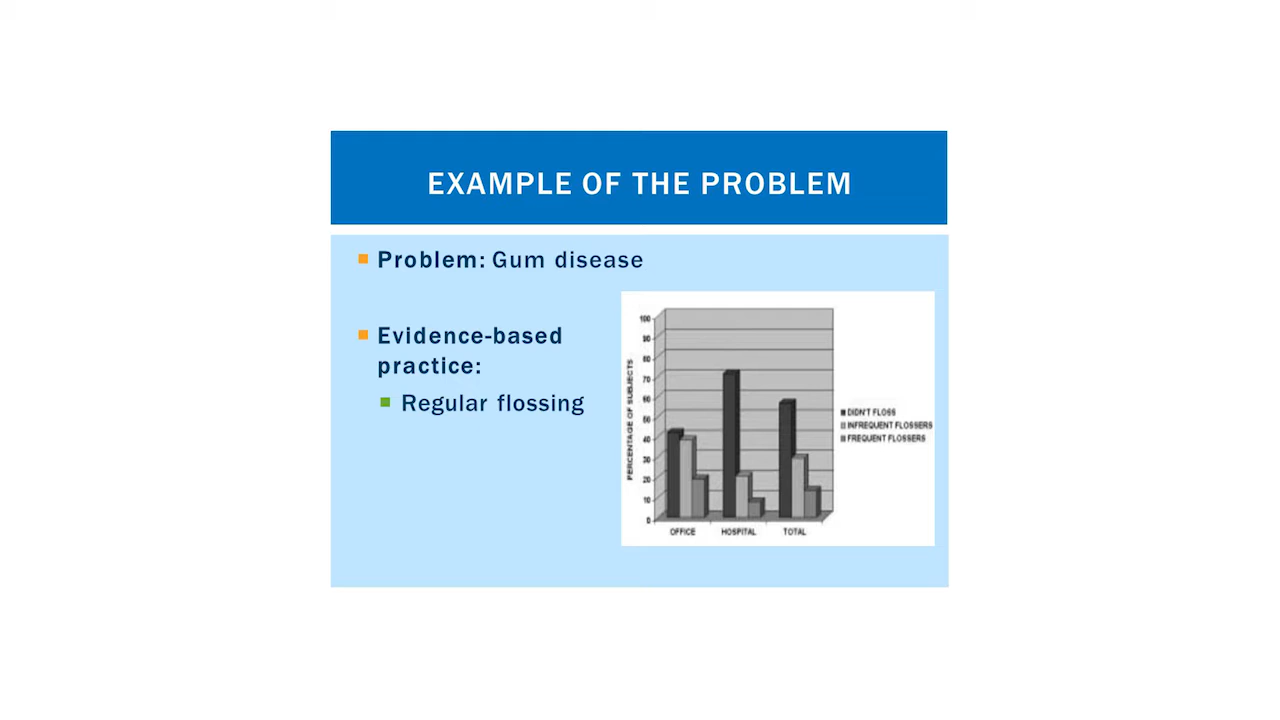 EXAMPLE OF THE PROBLEM
Problem: Gum disease
Evidence-based
practice:
Regular flossing
100
90
80
70
60
50
40
30
20
10
0
PERCENTAGE OF SUBJECTS
OFFICE HOSPITAL TOTAL
DIDN'T FLOSS
INFREQUENT FLOSSERS
FREQUENT FLOSSERS